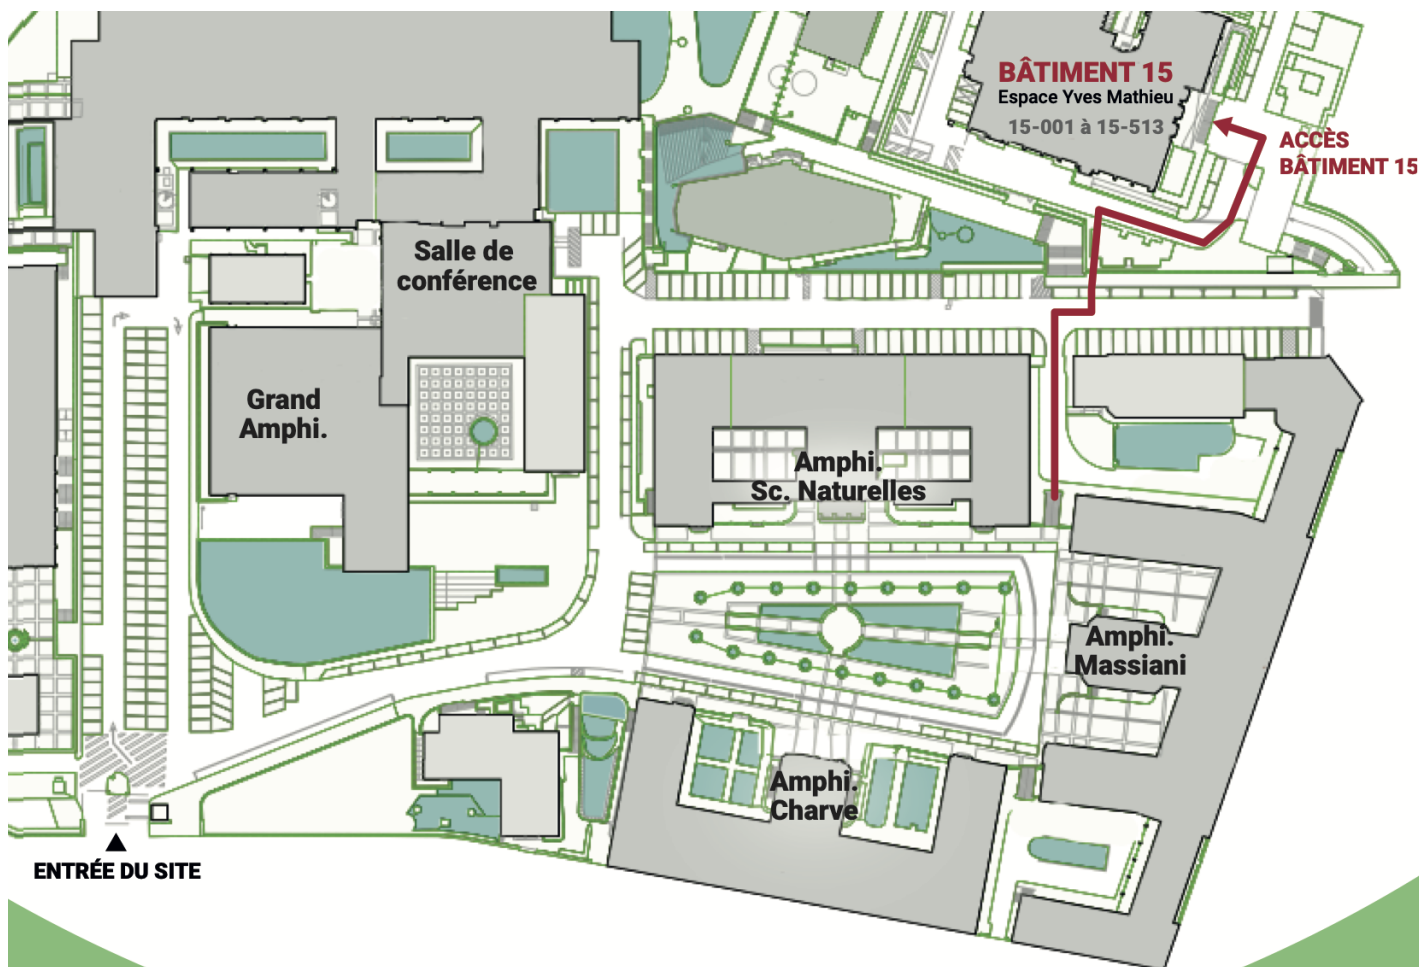 BÂTIMENT 15
Espace Yves Mathieu
15-001 à 15-513
ACCÈS
BÂTIMENT 15
Salle de
conférence
Grand
Amphi.
Amphi.
Sc. Naturelles
Amphi.
Massiani
Amphi.
Charve
ENTRÉE DU SITE